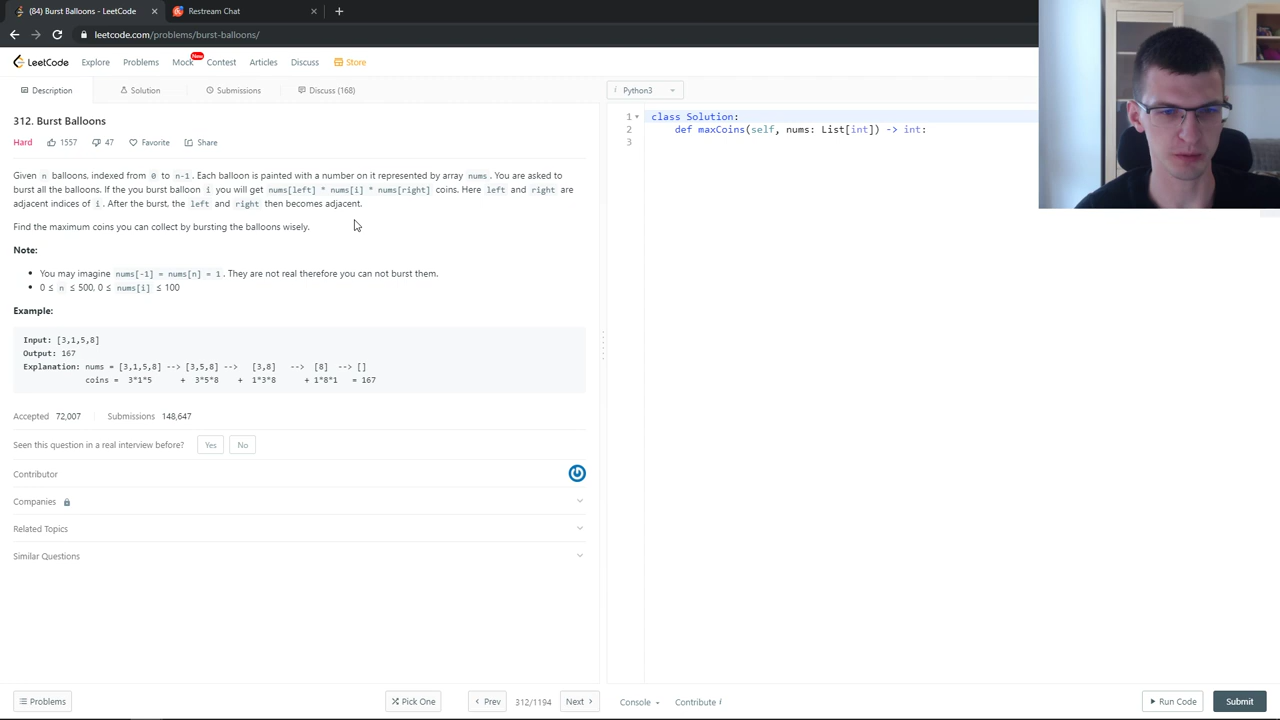 (84) Burst Balloons - LeetCode
Restream Chat
leetcode.com/problems/burst-balloons/
LeetCode Explore Problems Mock New Contest Articles Discuss Store
Description Solution Submissions Discuss (168)
312. Burst Balloons
Hard 1557 47 Favorite Share
Given n balloons, indexed from 0 to n-1. Each balloon is painted with a number on it represented by array nums. You are asked to
burst all the balloons. If the you burst balloon i you will get nums[left] * nums[i] * nums[right] coins. Here left and right are
adjacent indices of i. After the burst, the left and right then becomes adjacent.
Find the maximum coins you can collect by bursting the balloons wisely.
Note:
You may imagine nums[-1] = nums[n] = 1. They are not real therefore you can not burst them.
0 ≤ n ≤ 500, 0 ≤ nums[i] ≤ 100
Example:
Input: [3,1,5,8]
Output: 167
Explanation: nums = [3,1,5,8] --> [3,5,8] --> [3,8] --> [8] --> []
coins = 3*1*5 + 3*5*8 + 1*3*8 + 1*8*1 = 167
Accepted 72,007 Submissions 148,647
Seen this question in a real interview before? Yes No
Contributor
Companies
Related Topics
Similar Questions
Problems Pick One Prev 312/1194 Next
i Python3
1 class Solution:
2 def maxCoins(self, nums: List[int]) -> int:
3
Console Contribute i Run Code Submit